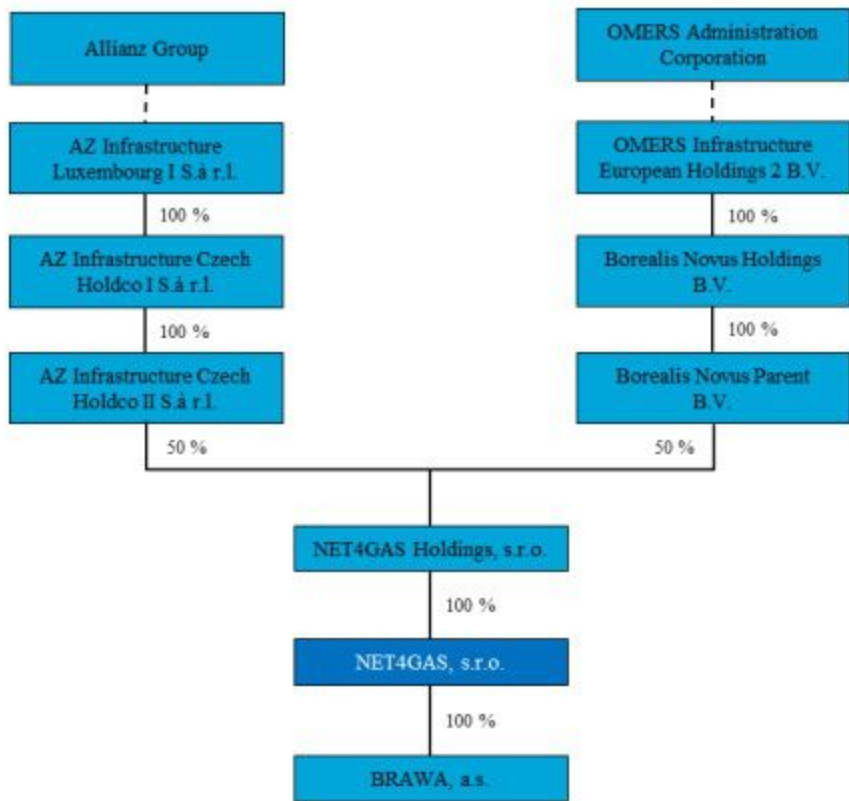 Allianz Group
OMERS Administration
Corporation
AZ Infrastructure
Luxembourg I S.à r.l.
OMERS Infrastructure
European Holdings 2 B.V.
100 %
100 %
AZ Infrastructure Czech
Holdco I S.à r.l.
Borealis Novus Holdings
B.V.
100 %
100 %
AZ Infrastructure Czech
Holdco II S.à r.l.
Borealis Novus Parent
B.V.
50 %
50 %
NET4GAS Holdings, s.r.o.
100 %
NET4GAS, s.r.o.
100 %
BRAWA, a.s.